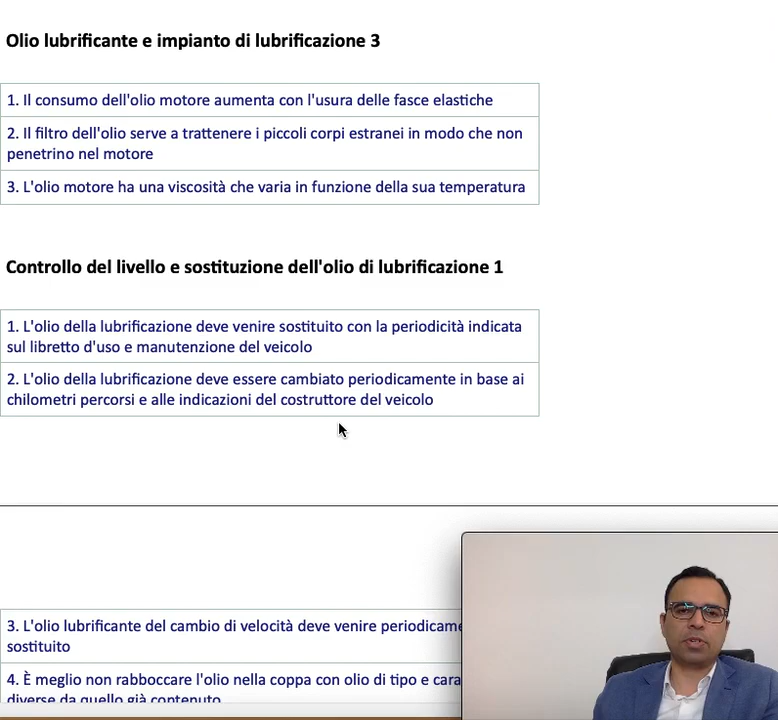 Olio lubrificante e impianto di lubrificazione 3
1. Il consumo dell'olio motore aumenta con l'usura delle fasce elastiche
2. Il filtro dell'olio serve a trattenere i piccoli corpi estranei in modo che non
penetrino nel motore
3. L'olio motore ha una viscosità che varia in funzione della sua temperatura
Controllo del livello e sostituzione dell'olio di lubrificazione 1
1. L'olio della lubrificazione deve venire sostituito con la periodicità indicata
sul libretto d'uso e manutenzione del veicolo
2. L'olio della lubrificazione deve essere cambiato periodicamente in base ai
chilometri percorsi e alle indicazioni del costruttore del veicolo
3. L'olio lubrificante del cambio di velocità deve venire
sostituito
4. È meglio non rabboccare l'olio nella coppa con olio di tipo e
diverse da quello già contenuto